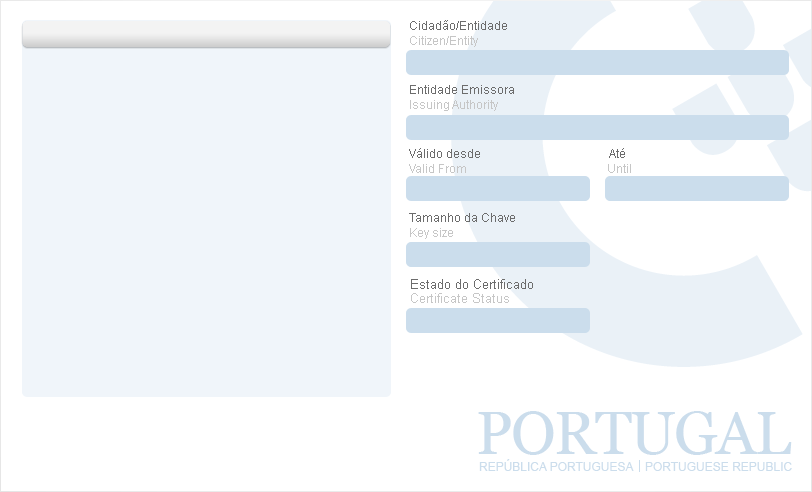 Cidadão/Entidade
Citizen/Entity
Entidade Emissora
Issuing Authority
Válido desde
Valid From
Até
Until
Tamanho da Chave
Key size
Estado do Certificado
Certificate Status
PORTUGAL
REPÚBLICA PORTUGUESA | PORTUGUESE REPUBLIC